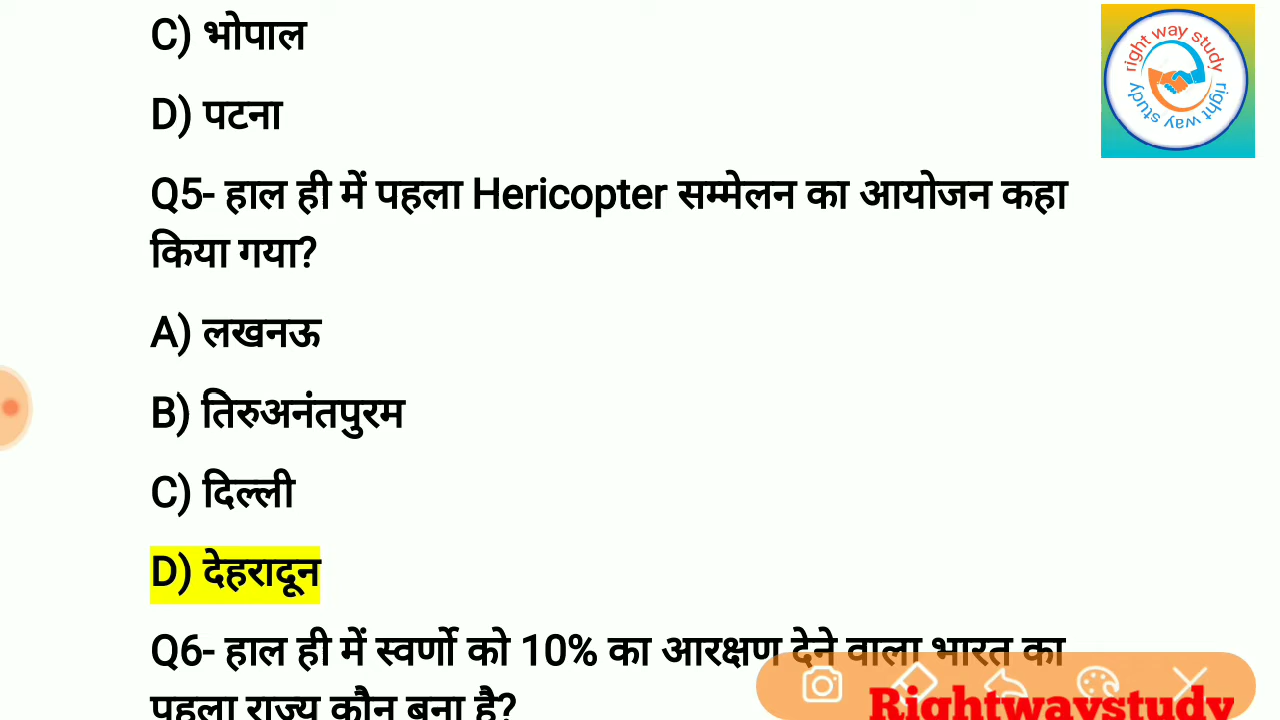 C) भोपाल
D) पटना
Q5- हाल ही में पहला Hericopter सम्मेलन का आयोजन कहा
किया गया?
A) लखनऊ
B) तिरुअनंतपुरम
C) दिल्ली
D) देहरादून
Q6- हाल ही में स्वर्णो को 10% का आरक्षण देने वाला भारत का
पहला राज्य कौन बना है?
right way study
right way study
Rightwaystudy